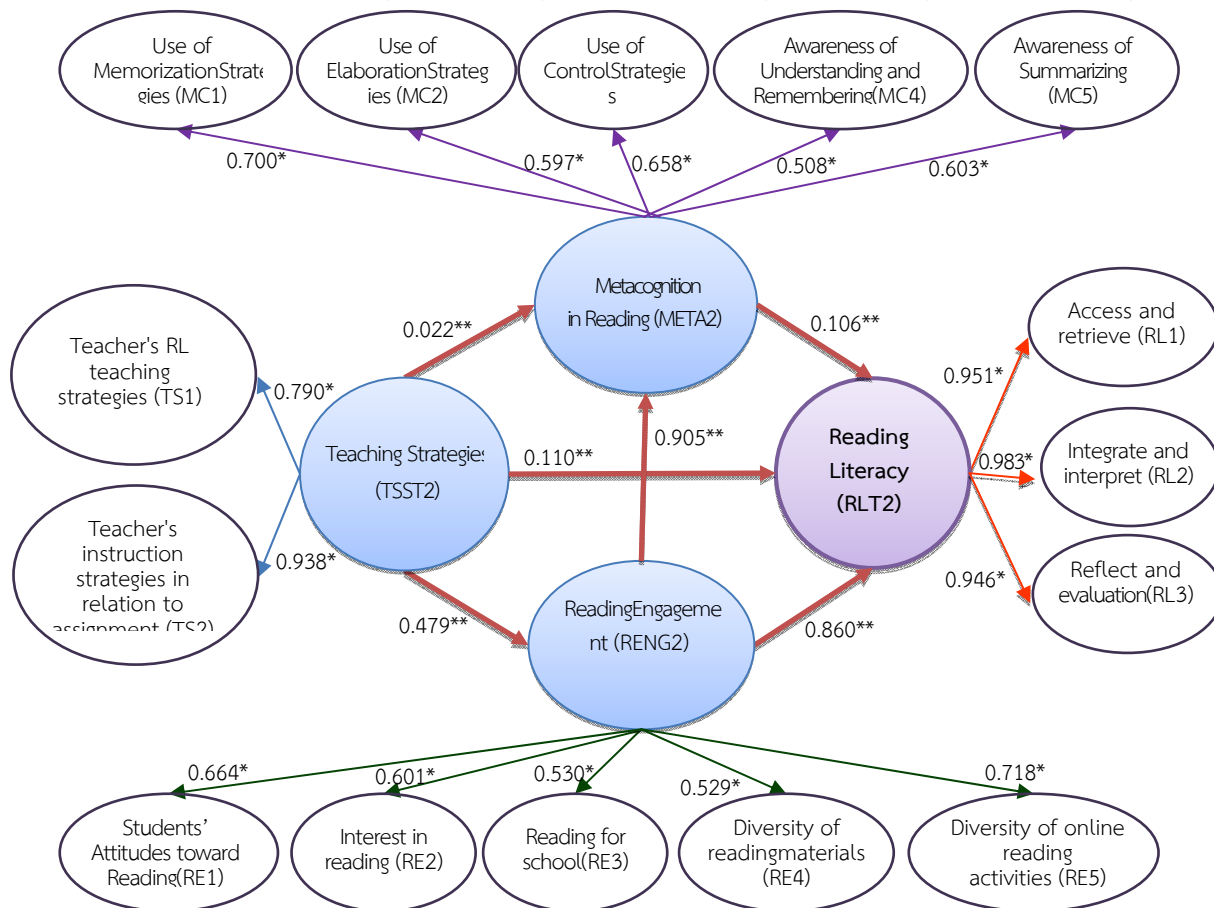 Use of
MemorizationStrate
gies (MC1)
Use of
ElaborationStrateg
ies (MC2)
Use of
ControlStrategie
s
Awareness of
Understanding and
Remembering(MC4)
Awareness of
Summarizing
(MC5)
0.700*
0.597*
0.658*
0.508*
0.603*
Metacognition
in Reading (META2)
0.022**
0.106**
Teacher's RL
teaching
strategies (TS1)
0.790*
Access and
retrieve (RL1)
0.951*
Teaching Strategies
(TSST2)
0.110**
0.905**
Reading
Literacy
(RLT2)
0.983*
Integrate and
interpret (RL2)
Teacher's
instruction
strategies in
relation to
assignment (TS2)
0.938*
0.946*
Reflect and
evaluation(RL3)
0.479**
ReadingEngageme
nt (RENG2)
0.860**
0.664*
0.601*
0.530*
0.529*
0.718*
Students’
Attitudes toward
Reading(RE1)
Interest in
reading (RE2)
Reading for
school(RE3)
Diversity of
readingmaterials
(RE4)
Diversity of online
reading
activities (RE5)